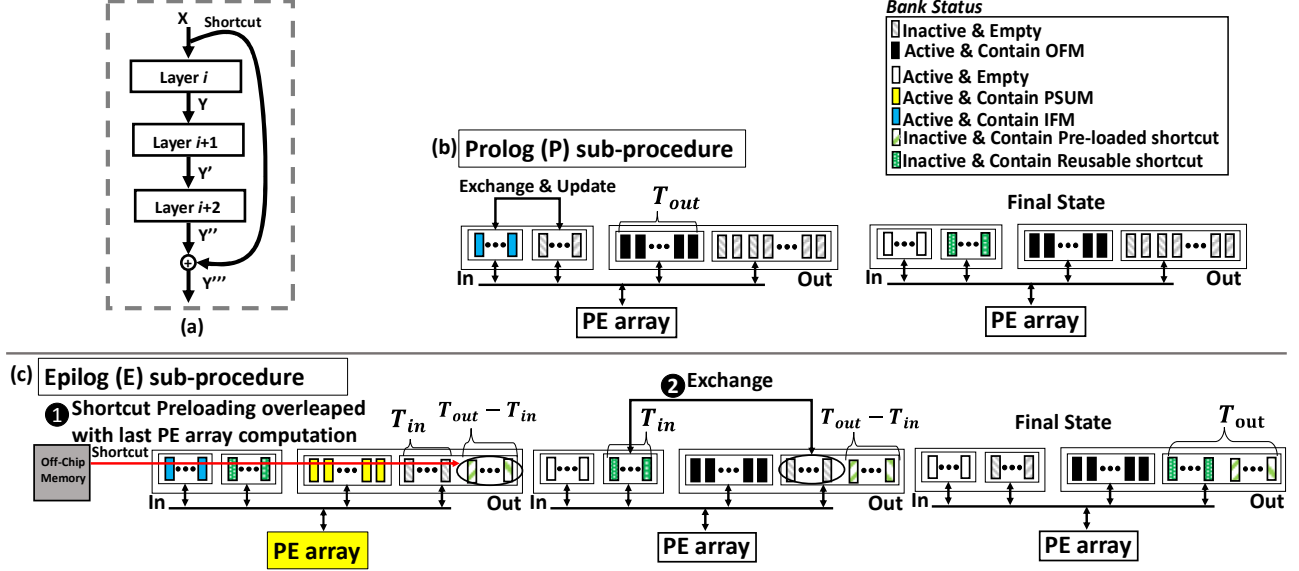 X
Shortcut
Layer i
Y
Layer i+1
Y'
Layer i+2
Y''
+
Y'''
(a)
Bank Status
Inactive & Empty
Active & Contain OFM
Active & Empty
Active & Contain PSUM
Active & Contain IFM
Inactive & Contain Pre-loaded shortcut
Inactive & Contain Reusable shortcut
(b) Prolog (P) sub-procedure
Exchange & Update
T_out
In
Out
PE array
Final State
In
Out
PE array
(c) Epilog (E) sub-procedure
1 Shortcut Preloading overleaped
with last PE array computation
Shortcut
Off-Chip
Memory
T_in
T_out − T_in
In
Out
PE array
2 Exchange
T_in
T_out − T_in
In
Out
PE array
Final State
T_out
In
Out
PE array